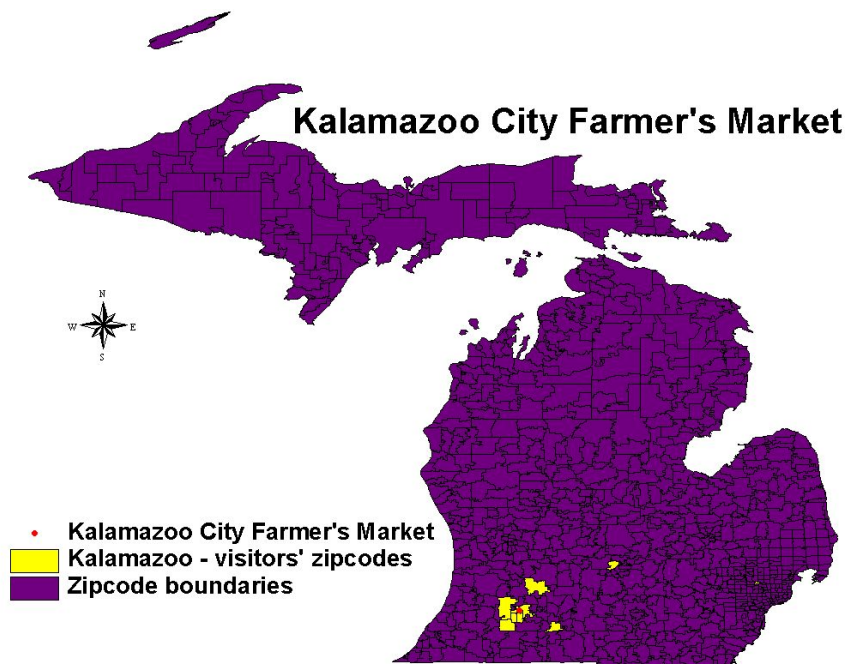 Kalamazoo City Farmer's Market
N
W E
S
Kalamazoo City Farmer's Market
Kalamazoo - visitors' zipcodes
Zipcode boundaries